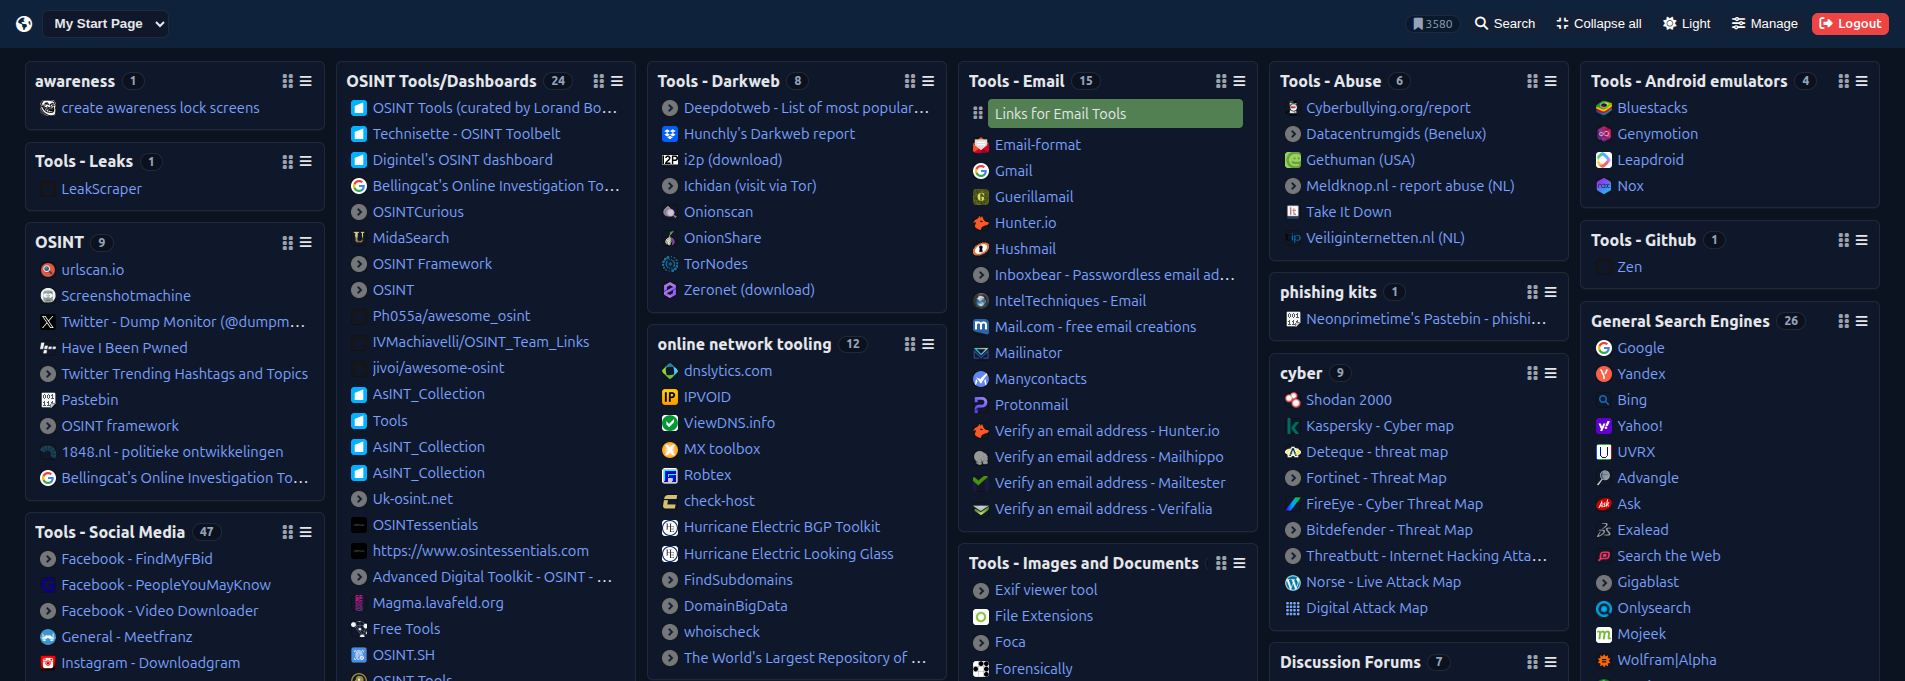 My Start Page
3580
Search
Collapse all
Light
Manage
Logout
awareness 1
create awareness lock screens
Tools - Leaks 1
LeakScraper
OSINT 9
urlscan.io
Screenshotmachine
Twitter - Dump Monitor (@dumpm...
Have I Been Pwned
Twitter Trending Hashtags and Topics
Pastebin
OSINT framework
1848.nl - politieke ontwikkelingen
Bellingcat's Online Investigation To...
Tools - Social Media 47
Facebook - FindMyFBid
Facebook - PeopleYouMayKnow
Facebook - Video Downloader
General - Meetfranz
Instagram - Downloadgram
OSINT Tools/Dashboards 24
OSINT Tools (curated by Lorand Bo...
Technisette - OSINT Toolbelt
Digintel's OSINT dashboard
Bellingcat's Online Investigation To...
OSINTCurious
MidaSearch
OSINT Framework
OSINT
Ph055a/awesome_osint
IVMachiavelli/OSINT_Team_Links
jivoi/awesome-osint
AsINT_Collection
Tools
AsINT_Collection
AsINT_Collection
Uk-osint.net
OSINTessentials
https://www.osintessentials.com
Advanced Digital Toolkit - OSINT - ...
Magma.lavafeld.org
Free Tools
OSINT.SH
OSINT Tools
Tools - Darkweb 8
Deepdotweb - List of most popular...
Hunchly's Darkweb report
i2p (download)
Ichidan (visit via Tor)
Onionscan
OnionShare
TorNodes
Zeronet (download)
online network tooling 12
dnslytics.com
IPVOID
ViewDNS.info
MX toolbox
Robtex
check-host
Hurricane Electric BGP Toolkit
Hurricane Electric Looking Glass
FindSubdomains
DomainBigData
whoischeck
The World's Largest Repository of ...
Tools - Email 15
Links for Email Tools
Email-format
Gmail
Guerillamail
Hunter.io
Hushmail
Inboxbear - Passwordless email ad...
IntelTechniques - Email
Mail.com - free email creations
Mailinator
Manycontacts
Protonmail
Verify an email address - Hunter.io
Verify an email address - Mailhippo
Verify an email address - Mailtester
Verify an email address - Verifalia
Tools - Images and Documents
Exif viewer tool
File Extensions
Foca
Forensically
Tools - Abuse 6
Cyberbullying.org/report
Datacentrumgids (Benelux)
Gethuman (USA)
Meldknop.nl - report abuse (NL)
Take It Down
Veiliginternetten.nl (NL)
phishing kits 1
Neonprimetime's Pastebin - phishi...
cyber 9
Shodan 2000
Kaspersky - Cyber map
Deteque - threat map
Fortinet - Threat Map
FireEye - Cyber Threat Map
Bitdefender - Threat Map
Threatbutt - Internet Hacking Atta...
Norse - Live Attack Map
Digital Attack Map
Discussion Forums 7
Tools - Android emulators 4
Bluestacks
Genymotion
Leapdroid
Nox
Tools - Github 1
Zen
General Search Engines 26
Google
Yandex
Bing
Yahoo!
UVRX
Advangle
Ask
Exalead
Search the Web
Gigablast
Onlysearch
Mojeek
Wolfram|Alpha